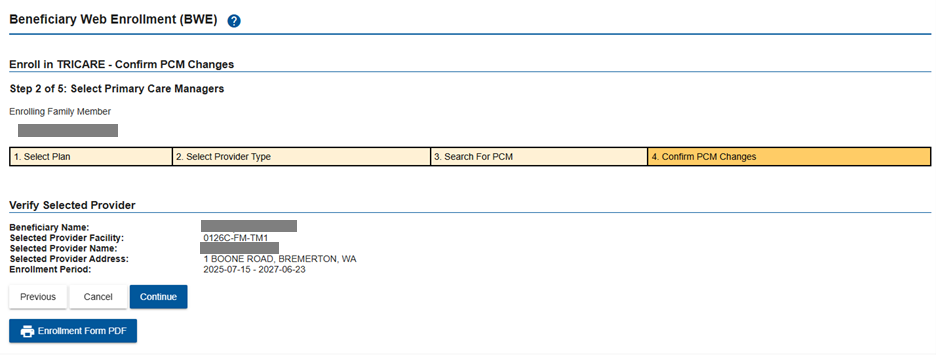 Beneficiary Web Enrollment (BWE) ?
Enroll in TRICARE - Confirm PCM Changes
Step 2 of 5: Select Primary Care Managers
Enrolling Family Member
1. Select Plan 2. Select Provider Type 3. Search For PCM 4. Confirm PCM Changes
Verify Selected Provider
Beneficiary Name:
Selected Provider Facility: 0126C-FM-TM1
Selected Provider Name:
Selected Provider Address: 1 BOONE ROAD, BREMERTON, WA
Enrollment Period: 2025-07-15 - 2027-06-23
Previous Cancel Continue
Enrollment Form PDF